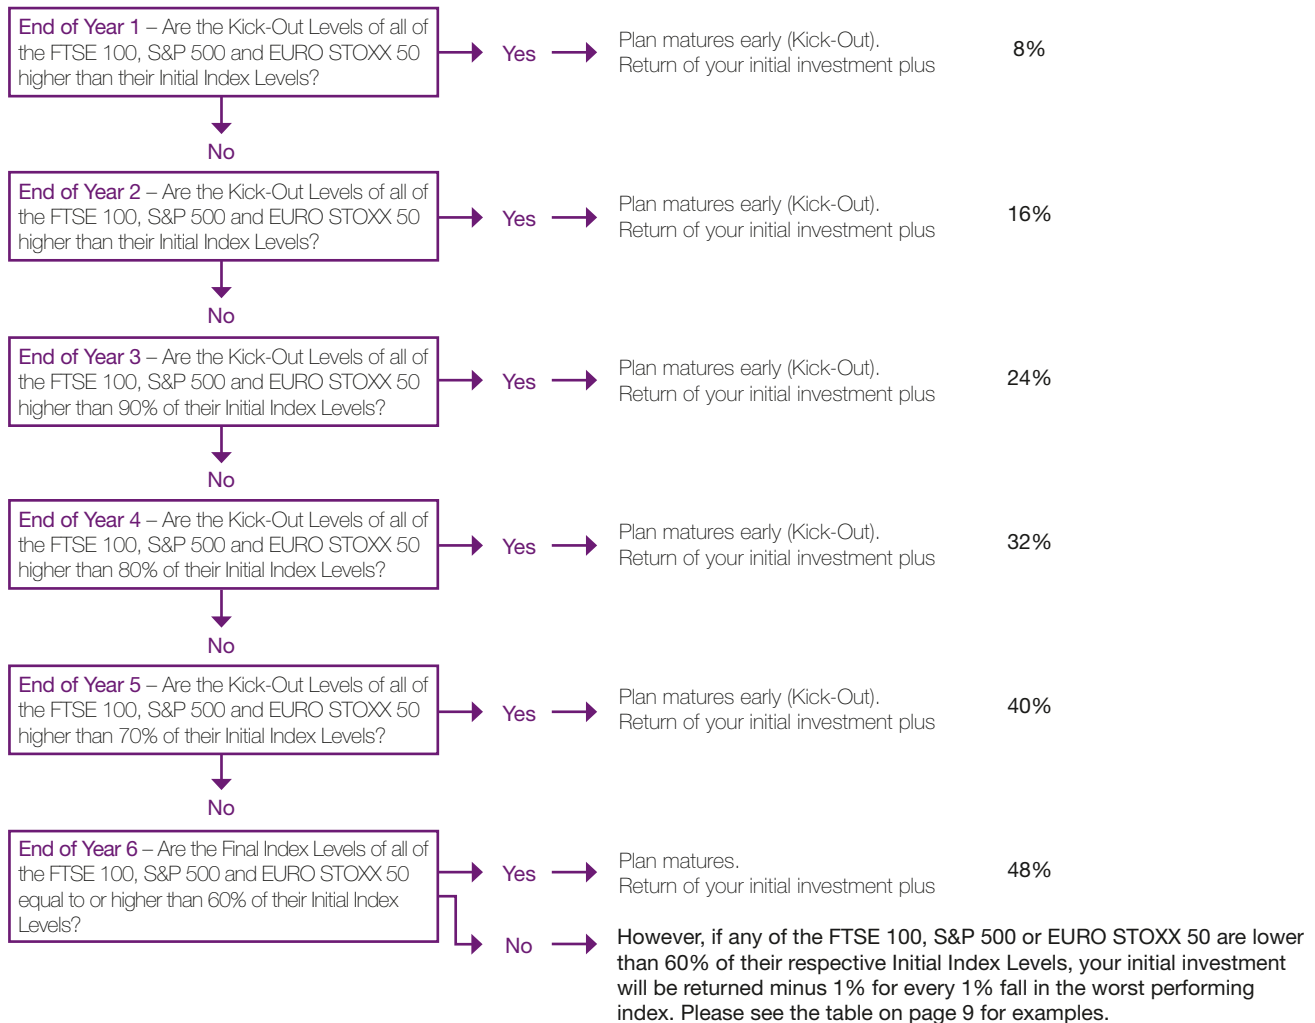 End of Year 1 – Are the Kick-Out Levels of all of
the FTSE 100, S&P 500 and EURO STOXX 50
higher than their Initial Index Levels?
Yes
Plan matures early (Kick-Out).
Return of your initial investment plus
8%
No
End of Year 2 – Are the Kick-Out Levels of all of
the FTSE 100, S&P 500 and EURO STOXX 50
higher than their Initial Index Levels?
Yes
Plan matures early (Kick-Out).
Return of your initial investment plus
16%
No
End of Year 3 – Are the Kick-Out Levels of all of
the FTSE 100, S&P 500 and EURO STOXX 50
higher than 90% of their Initial Index Levels?
Yes
Plan matures early (Kick-Out).
Return of your initial investment plus
24%
No
End of Year 4 – Are the Kick-Out Levels of all of
the FTSE 100, S&P 500 and EURO STOXX 50
higher than 80% of their Initial Index Levels?
Yes
Plan matures early (Kick-Out).
Return of your initial investment plus
32%
No
End of Year 5 – Are the Kick-Out Levels of all of
the FTSE 100, S&P 500 and EURO STOXX 50
higher than 70% of their Initial Index Levels?
Yes
Plan matures early (Kick-Out).
Return of your initial investment plus
40%
No
End of Year 6 – Are the Final Index Levels of all of
the FTSE 100, S&P 500 and EURO STOXX 50
equal to or higher than 60% of their Initial Index
Levels?
Yes
Plan matures.
Return of your initial investment plus
48%
No
However, if any of the FTSE 100, S&P 500 or EURO STOXX 50 are lower
than 60% of their respective Initial Index Levels, your initial investment
will be returned minus 1% for every 1% fall in the worst performing
index. Please see the table on page 9 for examples.